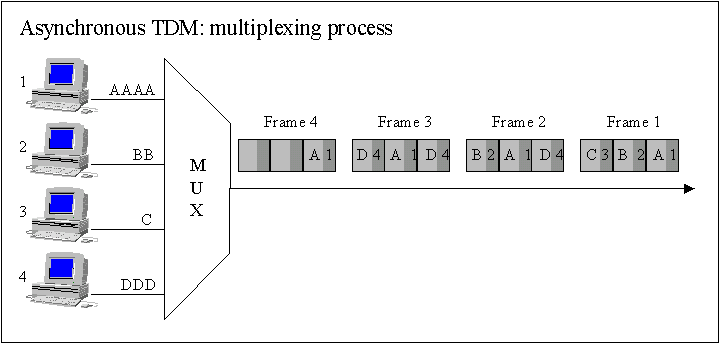 Asynchronous TDM: multiplexing process
1
AAAA
2
BB
3
C
4
DDD
M
U
X
Frame 4 Frame 3 Frame 2 Frame 1
A 1 D 4 A 1 D 4 B 2 A 1 D 4 C 3 B 2 A 1